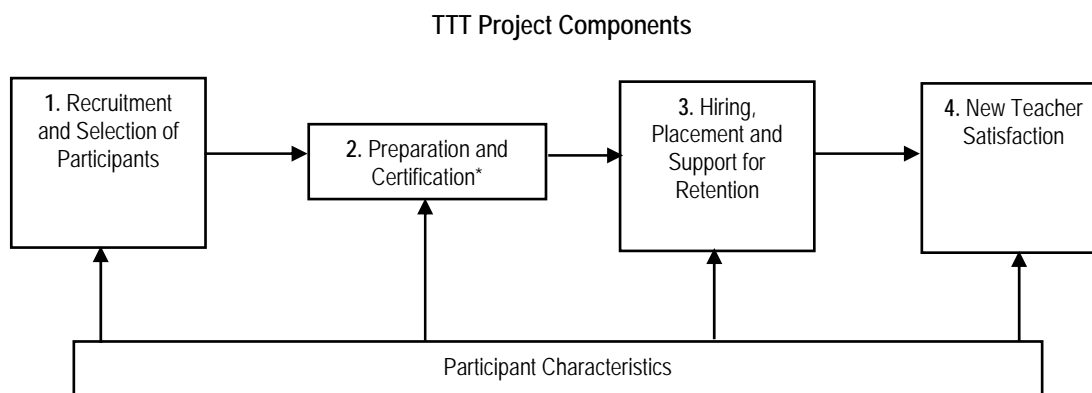 TTT Project Components
1. Recruitment
and Selection of
Participants
2. Preparation and
Certification*
3. Hiring,
Placement and
Support for
Retention
4. New Teacher
Satisfaction
Participant Characteristics